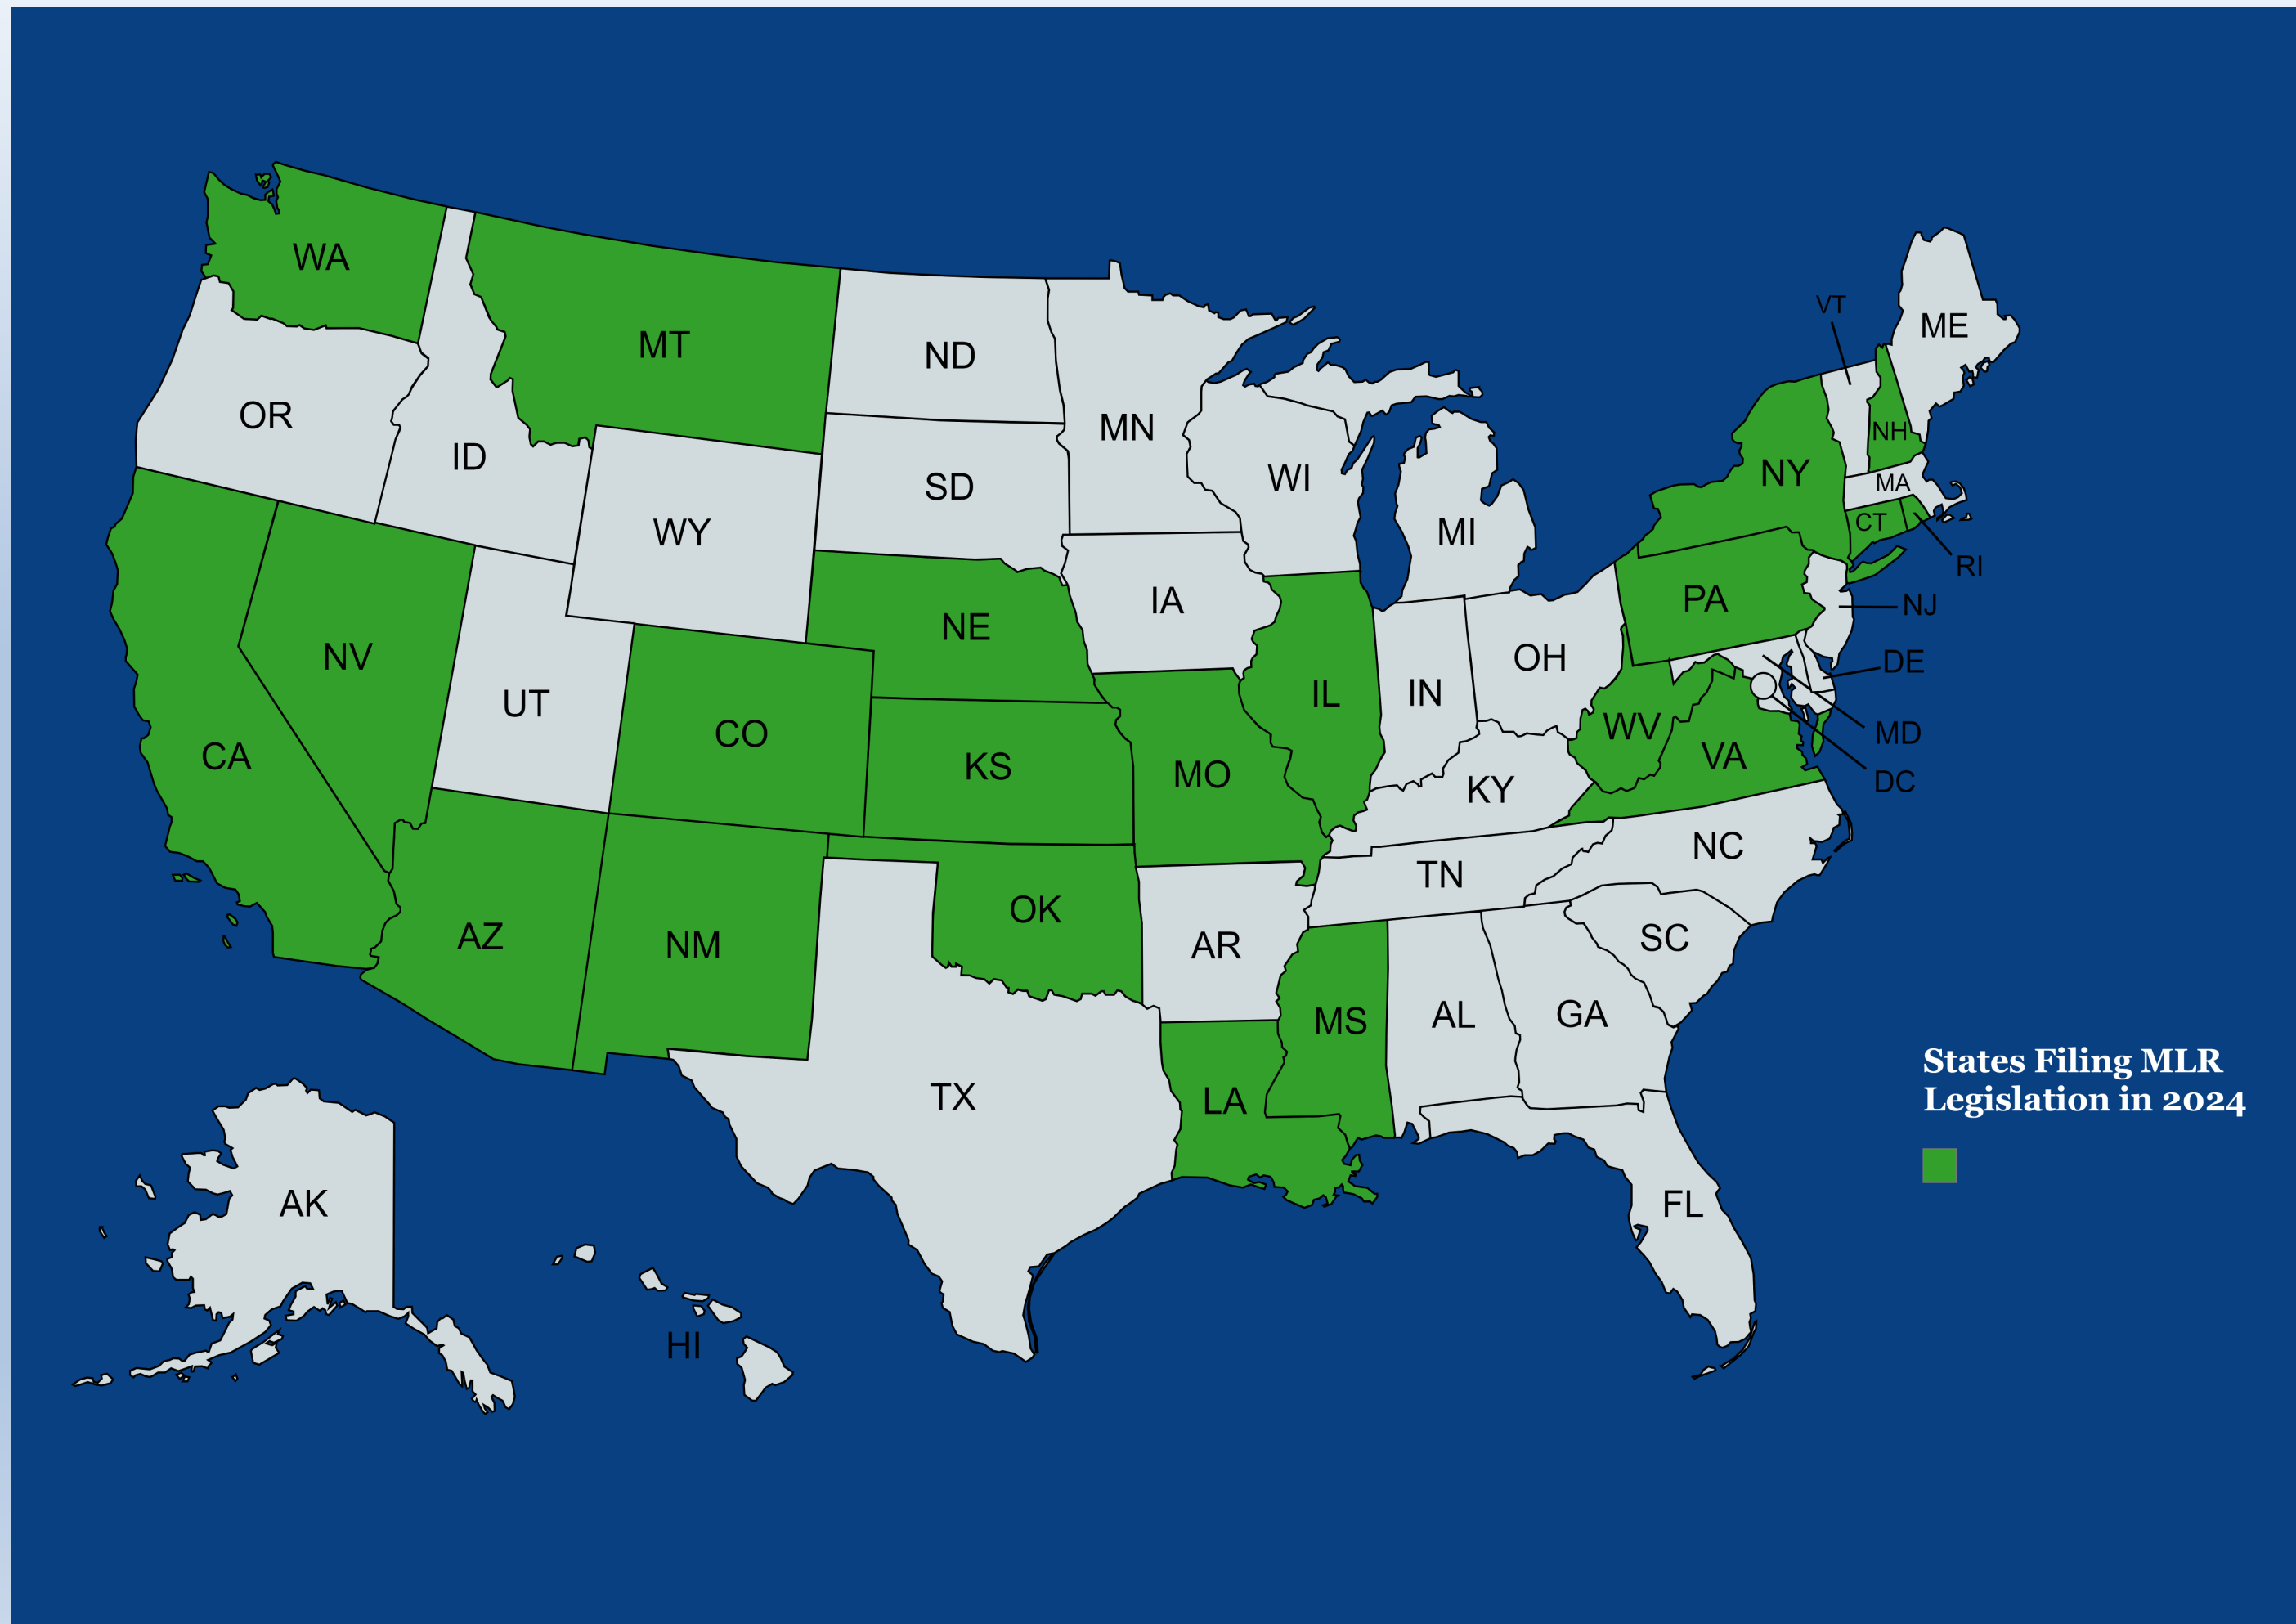 WA
MT
ND
MN
VT
ME
OR
ID
SD
WI
NH
NY
MA
WY
MI
CT
RI
IA
PA
NJ
NE
NV
OH
DE
UT
IL
IN
CO
WV
MD
CA
KS
MO
VA
KY
DC
NC
TN
OK
AZ
NM
AR
SC
MS
AL
GA
States Filing MLR
Legislation in 2024
TX
LA
AK
FL
HI